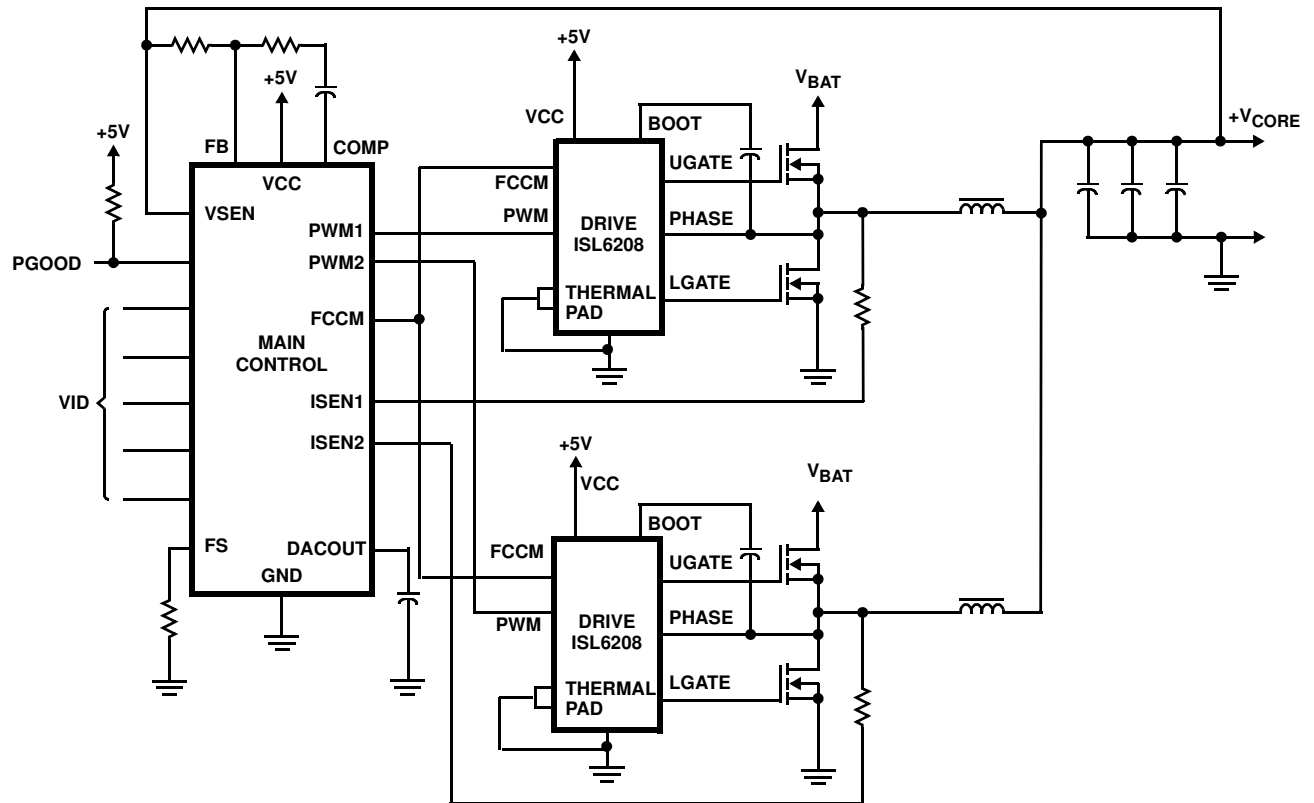 +5V
VBAT
+5V
VCC
BOOT
+VCORE
+5V
FB
COMP
UGATE
VCC
FCCM
VSEN
PWM
DRIVE
ISL6208
PHASE
PWM1
PGOOD
PWM2
THERMAL
PAD
LGATE
FCCM
MAIN
CONTROL
VID
ISEN1
ISEN2
+5V
VBAT
VCC
BOOT
FS
DACOUT
FCCM
UGATE
GND
PWM
DRIVE
ISL6208
PHASE
THERMAL
PAD
LGATE